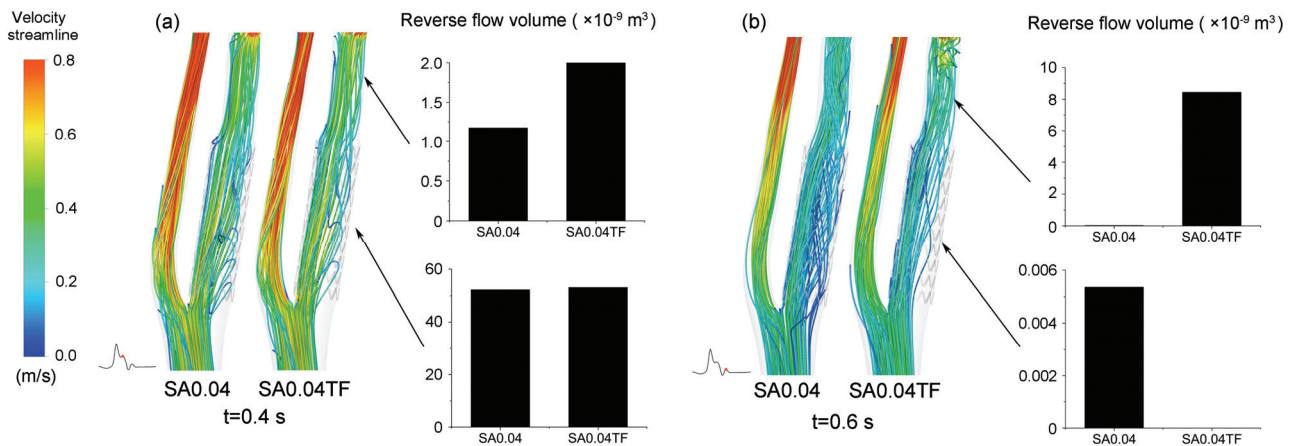 Velocity
streamline
0.8
0.6
0.4
0.2
0.0
(m/s)
(a)
SA0.04
SA0.04TF
t=0.4 s
Reverse flow volume ( ×10-9 m3)
2.0
1.5
1.0
0.5
0
SA0.04
SA0.04TF
60
40
20
0
SA0.04
SA0.04TF
(b)
SA0.04
SA0.04TF
t=0.6 s
Reverse flow volume ( ×10-9 m3)
10
8
6
4
2
0
SA0.04
SA0.04TF
0.006
0.004
0.002
0.000
SA0.04
SA0.04TF